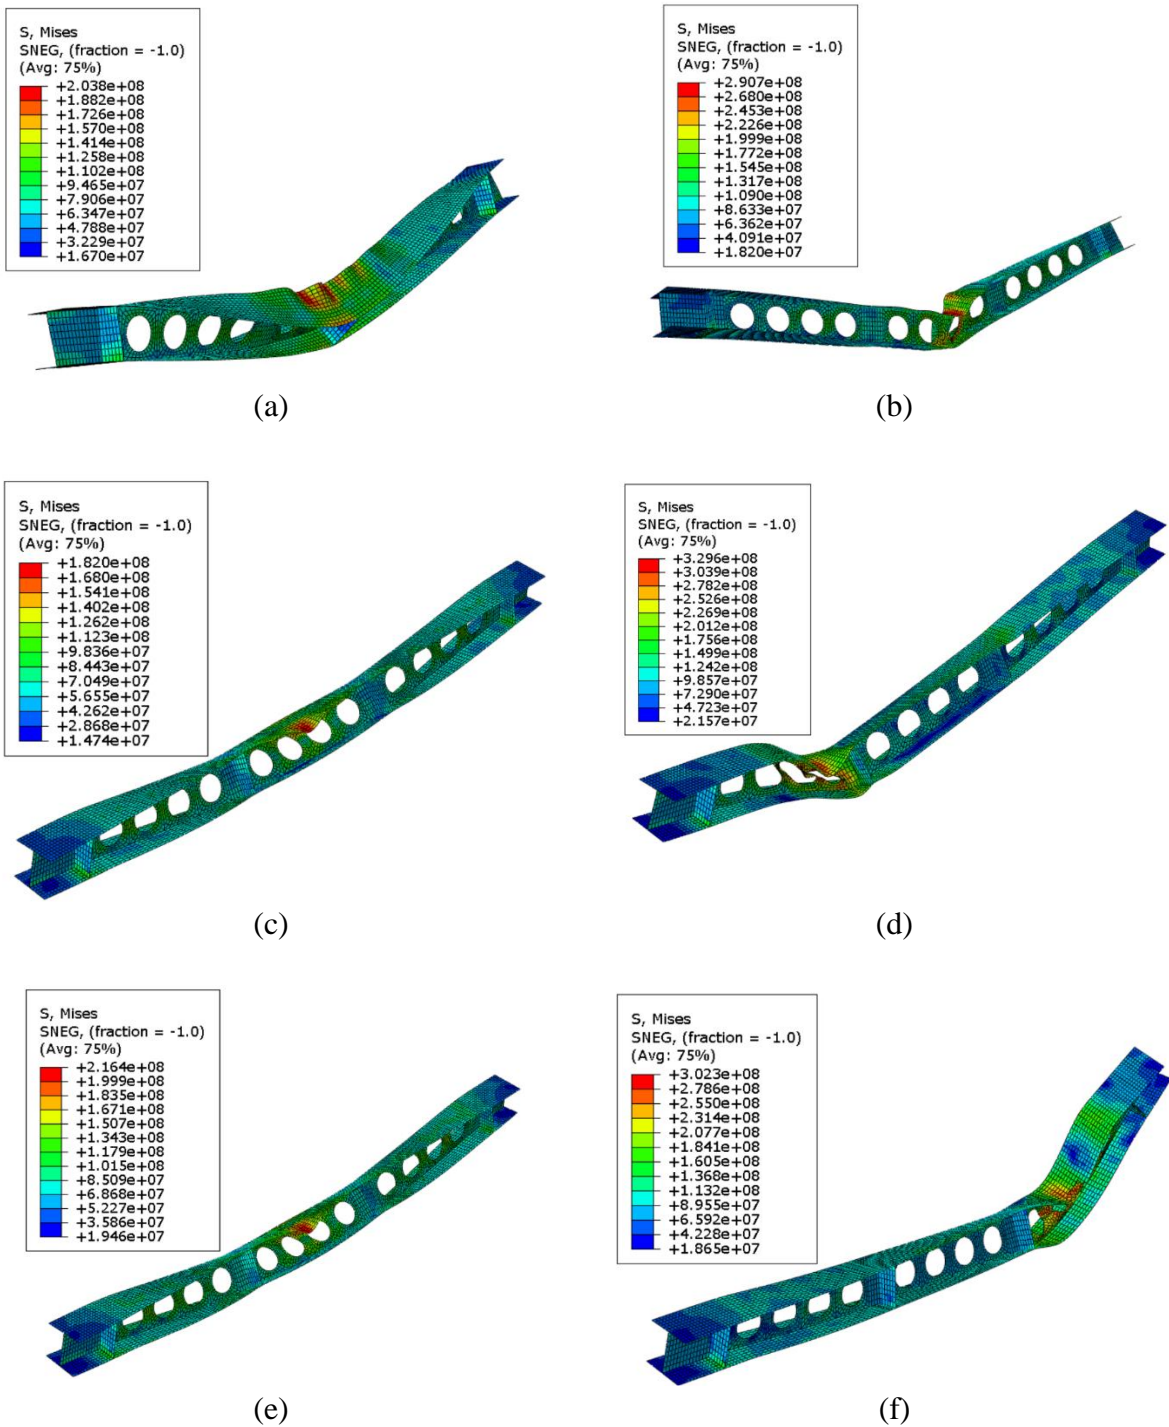 S, Mises
SNEG, (fraction = -1.0)
(Avg: 75%)
+2.038e+08
+1.882e+08
+1.726e+08
+1.570e+08
+1.414e+08
+1.258e+08
+1.102e+08
+9.465e+07
+7.906e+07
+6.347e+07
+4.788e+07
+3.229e+07
+1.670e+07
(a)
S, Mises
SNEG, (fraction = -1.0)
(Avg: 75%)
+2.907e+08
+2.680e+08
+2.453e+08
+2.226e+08
+1.999e+08
+1.772e+08
+1.545e+08
+1.317e+08
+1.090e+08
+8.633e+07
+6.362e+07
+4.091e+07
+1.820e+07
(b)
S, Mises
SNEG, (fraction = -1.0)
(Avg: 75%)
+1.820e+08
+1.680e+08
+1.541e+08
+1.402e+08
+1.262e+08
+1.123e+08
+9.836e+07
+8.443e+07
+7.049e+07
+5.655e+07
+4.262e+07
+2.868e+07
+1.474e+07
(c)
S, Mises
SNEG, (fraction = -1.0)
(Avg: 75%)
+3.296e+08
+3.039e+08
+2.782e+08
+2.526e+08
+2.269e+08
+2.012e+08
+1.756e+08
+1.499e+08
+1.242e+08
+9.857e+07
+7.290e+07
+4.723e+07
+2.157e+07
(d)
S, Mises
SNEG, (fraction = -1.0)
(Avg: 75%)
+2.164e+08
+1.999e+08
+1.835e+08
+1.671e+08
+1.507e+08
+1.343e+08
+1.179e+08
+1.015e+08
+8.509e+07
+6.868e+07
+5.227e+07
+3.586e+07
+1.946e+07
(e)
S, Mises
SNEG, (fraction = -1.0)
(Avg: 75%)
+3.023e+08
+2.786e+08
+2.550e+08
+2.314e+08
+2.077e+08
+1.841e+08
+1.605e+08
+1.368e+08
+1.132e+08
+8.955e+07
+6.592e+07
+4.228e+07
+1.865e+07
(f)